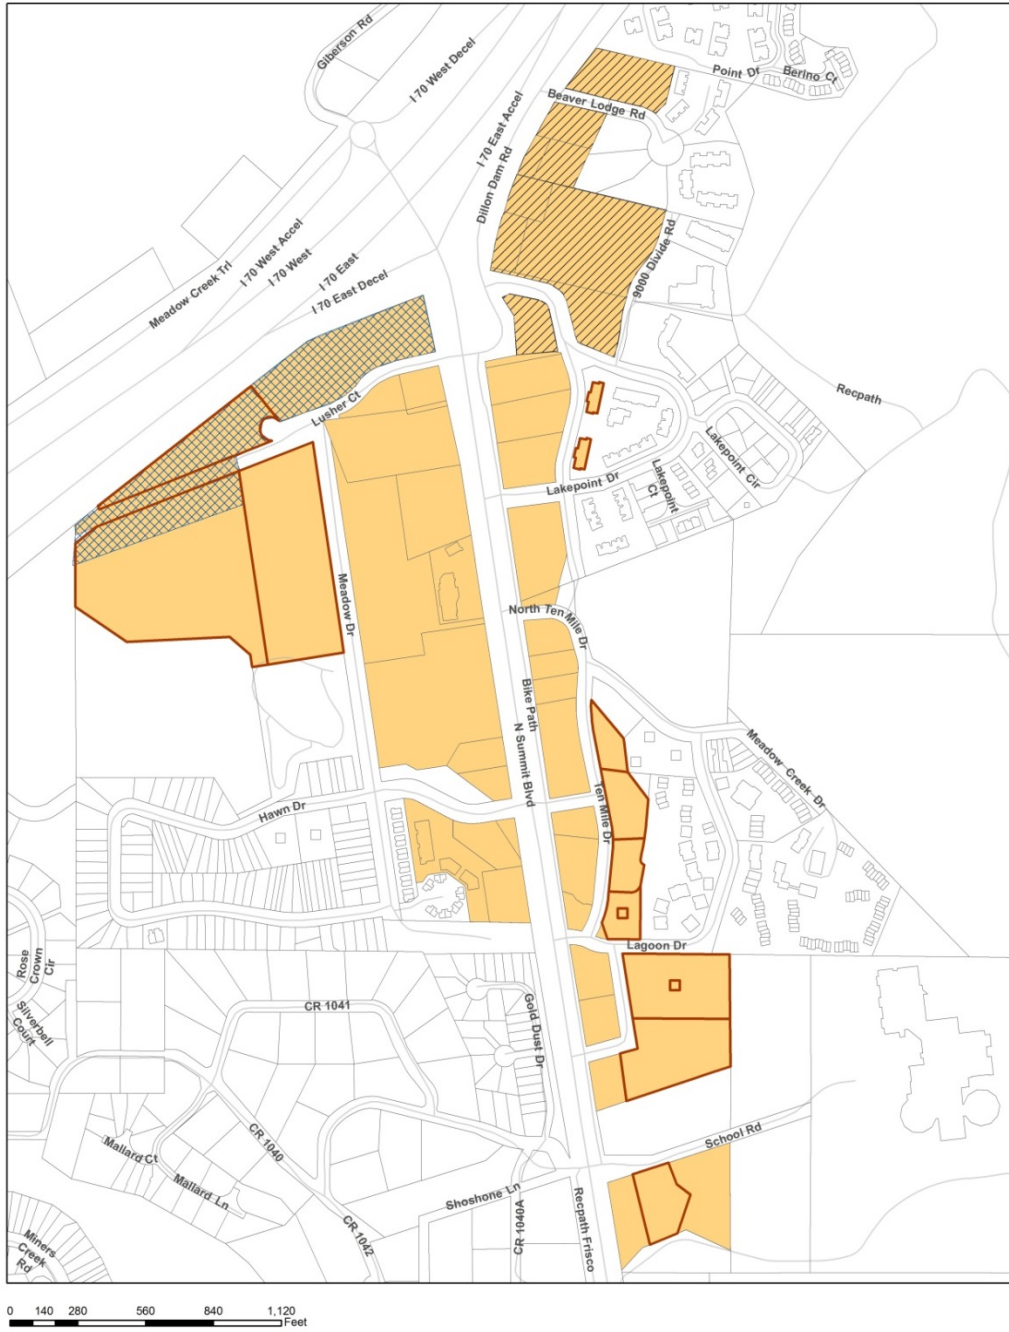 Giberson Rd
I 70 West Decel
Point Dr
Berino Ct
Beaver Lodge Rd
I 70 East Accel
Dillon Dam Rd
9000 Divide Rd
Meadow Creek Trl
I 70 West Accel
I 70 West
I 70 East
I 70 East Decel
Lusher Ct
Recpath
Lakepoint Cir
Lakepoint Dr
Lakepoint
Ct
Meadow Dr
North Ten Mile Dr
Bike Path
N Summit Blvd
Meadow Creek Dr
Ten Mile Dr
Hawn Dr
Lagoon Dr
Rose
Crown
Cir
Silverbell
Court
CR 1041
Gold Dust Dr
CR 1040
School Rd
Mallard Ct
Mallard Ln
Shoshone Ln
CR 1040A
Recpath Frisco
CR 1042
Miners
Creek
Rd
0 140 280 560 840 1,120
Feet